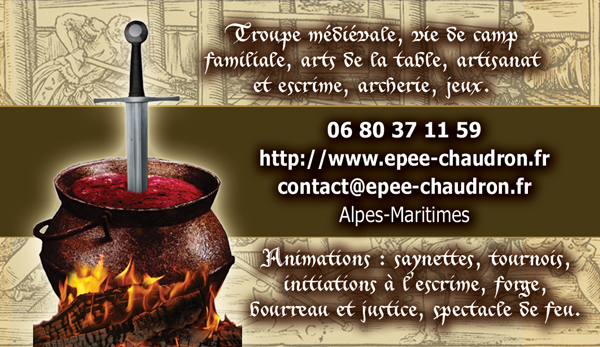 Troupe médiévale, vie de camp
familiale, arts de la table, artisanat
et escrime, archerie, jeux.
06 80 37 11 59
http://www.epee-chaudron.fr
contact@epee-chaudron.fr
Alpes-Maritimes
Animations : saynettes, tournois,
initiations à l'escrime, forge,
bourreau et justice, spectacle de feu.